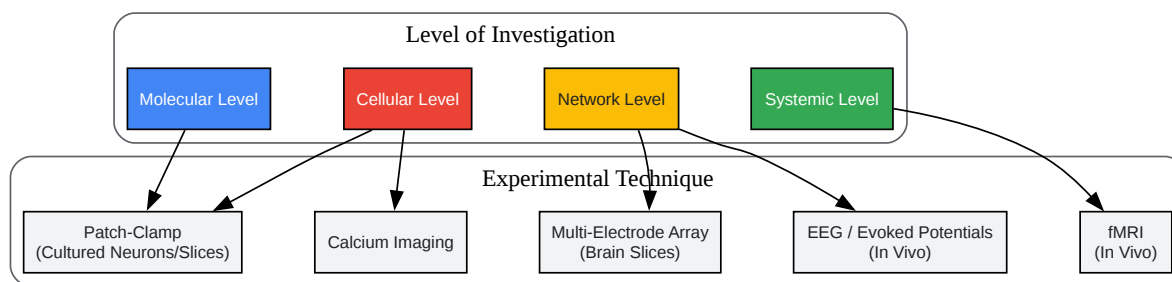 Level of Investigation
Molecular Level
Cellular Level
Network Level
Systemic Level
Experimental Technique
Patch-Clamp
(Cultured Neurons/Slices)
Calcium Imaging
Multi-Electrode Array
(Brain Slices)
EEG / Evoked Potentials
(In Vivo)
fMRI
(In Vivo)